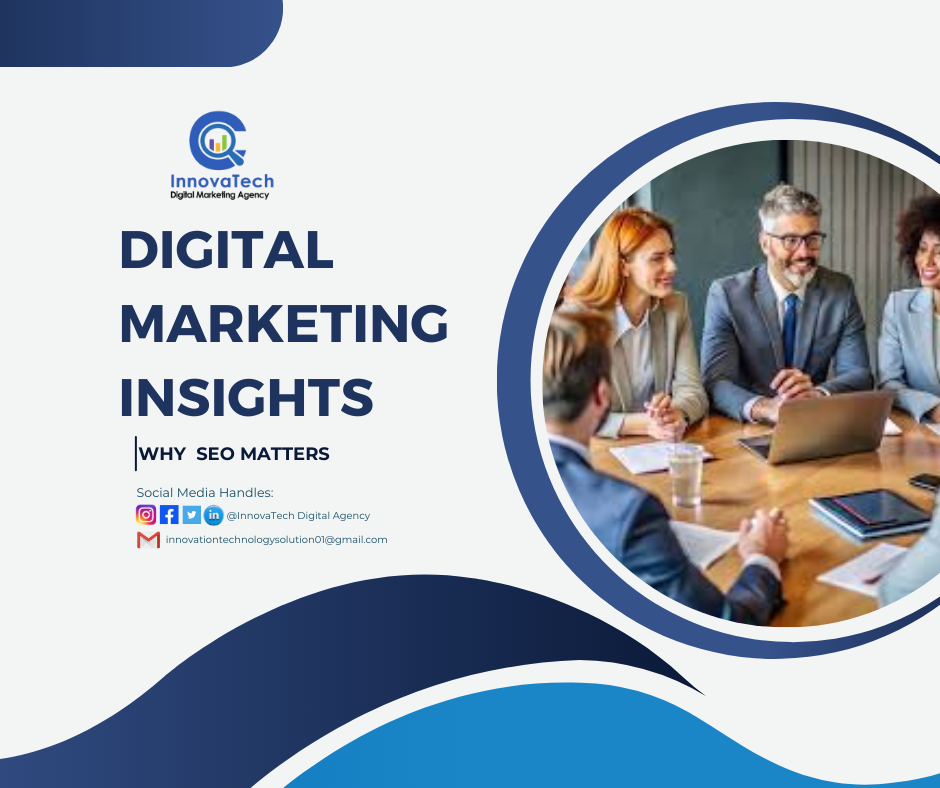 InnovaTech
Digital Marketing Agency
DIGITAL
MARKETING
INSIGHTS
WHY SEO MATTERS
Social Media Handles:
@InnovaTech Digital Agency
innovationtechnologysolution01@gmail.com